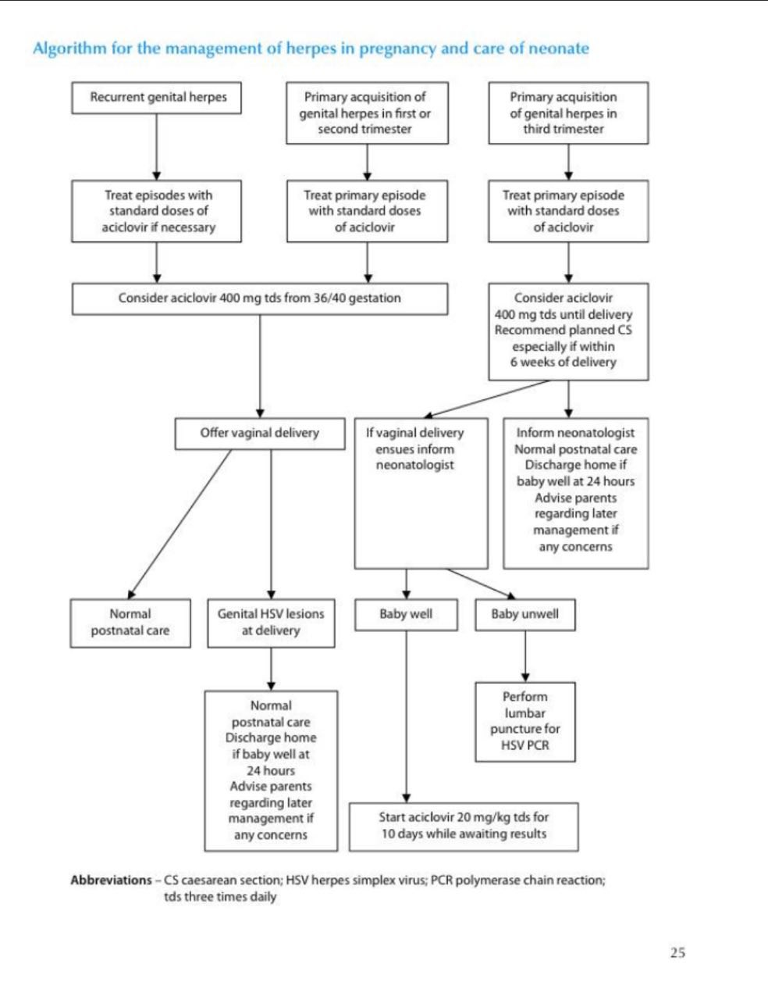 Algorithm for the management of herpes in pregnancy and care of neonate
Recurrent genital herpes
Primary acquisition of
genital herpes in first or
second trimester
Primary acquisition
of genital herpes in
third trimester
Treat episodes with
standard doses of
aciclovir if necessary
Treat primary episode
with standard doses
of aciclovir
Treat primary episode
with standard doses
of aciclovir
Consider aciclovir 400 mg tds from 36/40 gestation
Consider aciclovir
400 mg tds until delivery
Recommend planned CS
especially if within
6 weeks of delivery
Offer vaginal delivery
If vaginal delivery
ensues inform
neonatologist
Inform neonatologist
Normal postnatal care
Discharge home if
baby well at 24 hours
Advise parents
regarding later
management if
any concerns
Normal
postnatal care
Genital HSV lesions
at delivery
Baby well
Baby unwell
Normal
postnatal care
Discharge home
if baby well at
24 hours
Advise parents
regarding later
management if
any concerns
Perform
lumbar
puncture for
HSV PCR
Start aciclovir 20 mg/kg tds for
10 days while awaiting results
Abbreviations – CS caesarean section; HSV herpes simplex virus; PCR polymerase chain reaction;
tds three times daily
25